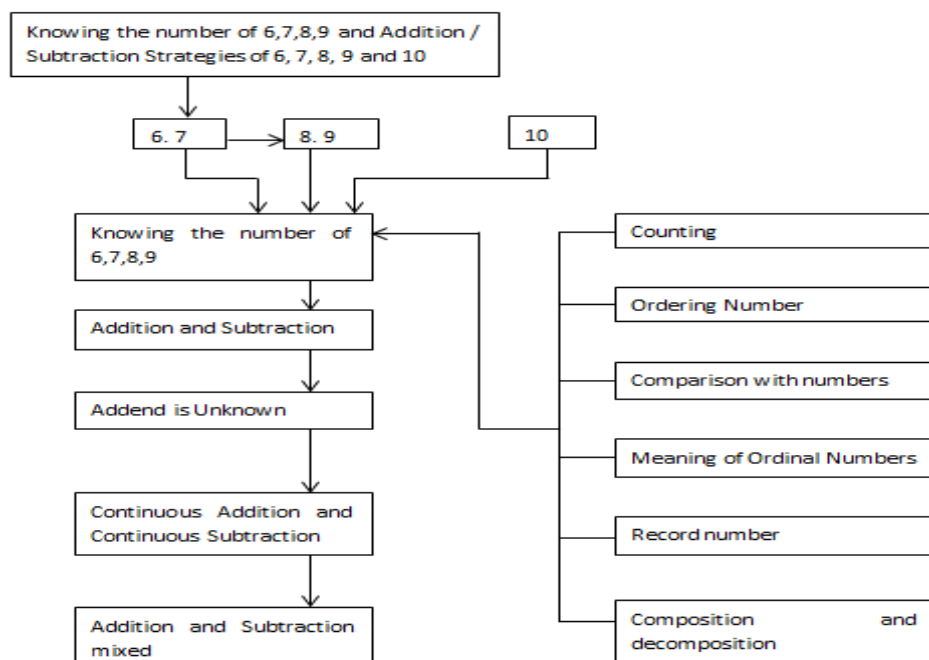 Knowing the number of 6,7,8,9 and Addition /
Subtraction Strategies of 6, 7, 8, 9 and 10
6. 7
8. 9
10
Knowing the number of
6,7,8,9
Addition and Subtraction
Addend is Unknown
Continuous Addition and
Continuous Subtraction
Addition and Subtraction
mixed
Counting
Ordering Number
Comparison with numbers
Meaning of Ordinal Numbers
Record number
Composition and
decomposition